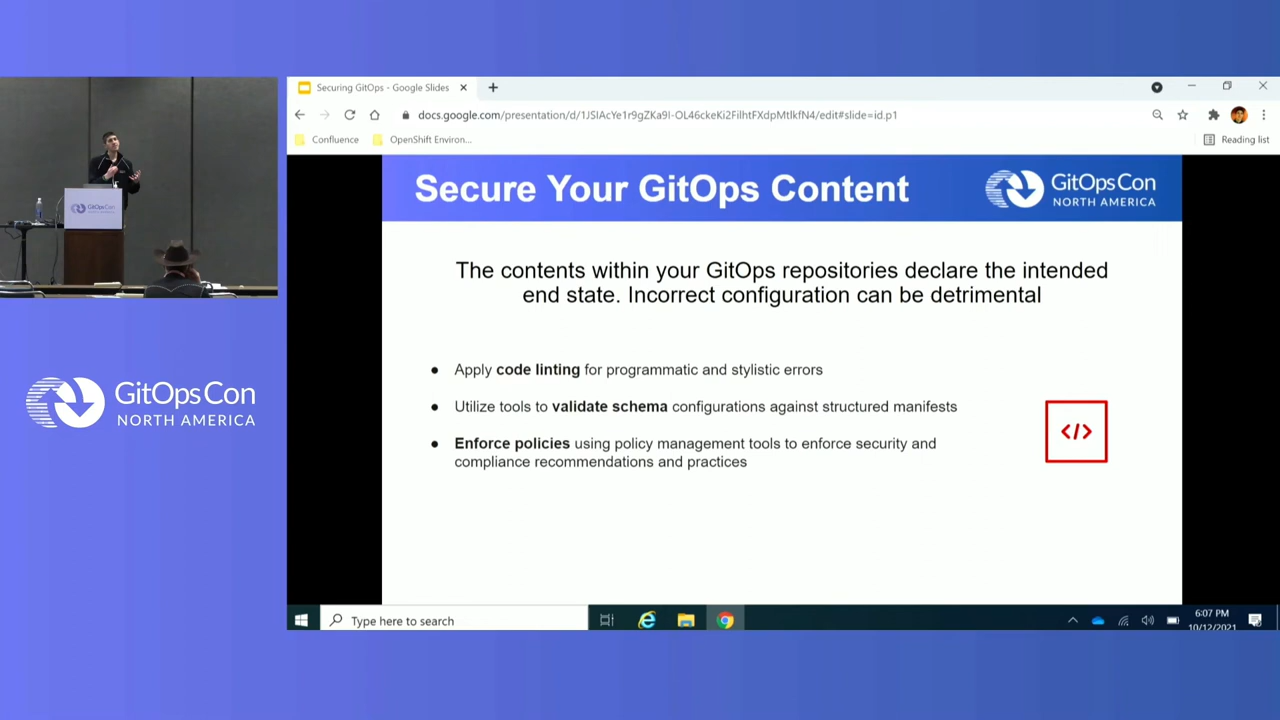 Securing GitOps - Google Slides
docs.google.com/presentation/d/1JSIAcYe1r9gZKa9I-OL46ckeKi2FilhtFXdpMtlkfN4/edit#slide=id.p1
Confluence
OpenShift Environ...
Reading list
Secure Your GitOps Content
GitOpsCon
NORTH AMERICA
The contents within your GitOps repositories declare the intended
end state. Incorrect configuration can be detrimental
● Apply code linting for programmatic and stylistic errors
● Utilize tools to validate schema configurations against structured manifests
● Enforce policies using policy management tools to enforce security and
compliance recommendations and practices
</>
GitOpsCon
GitOpsCon
NORTH AMERICA
Type here to search
6:07 PM
10/12/2021